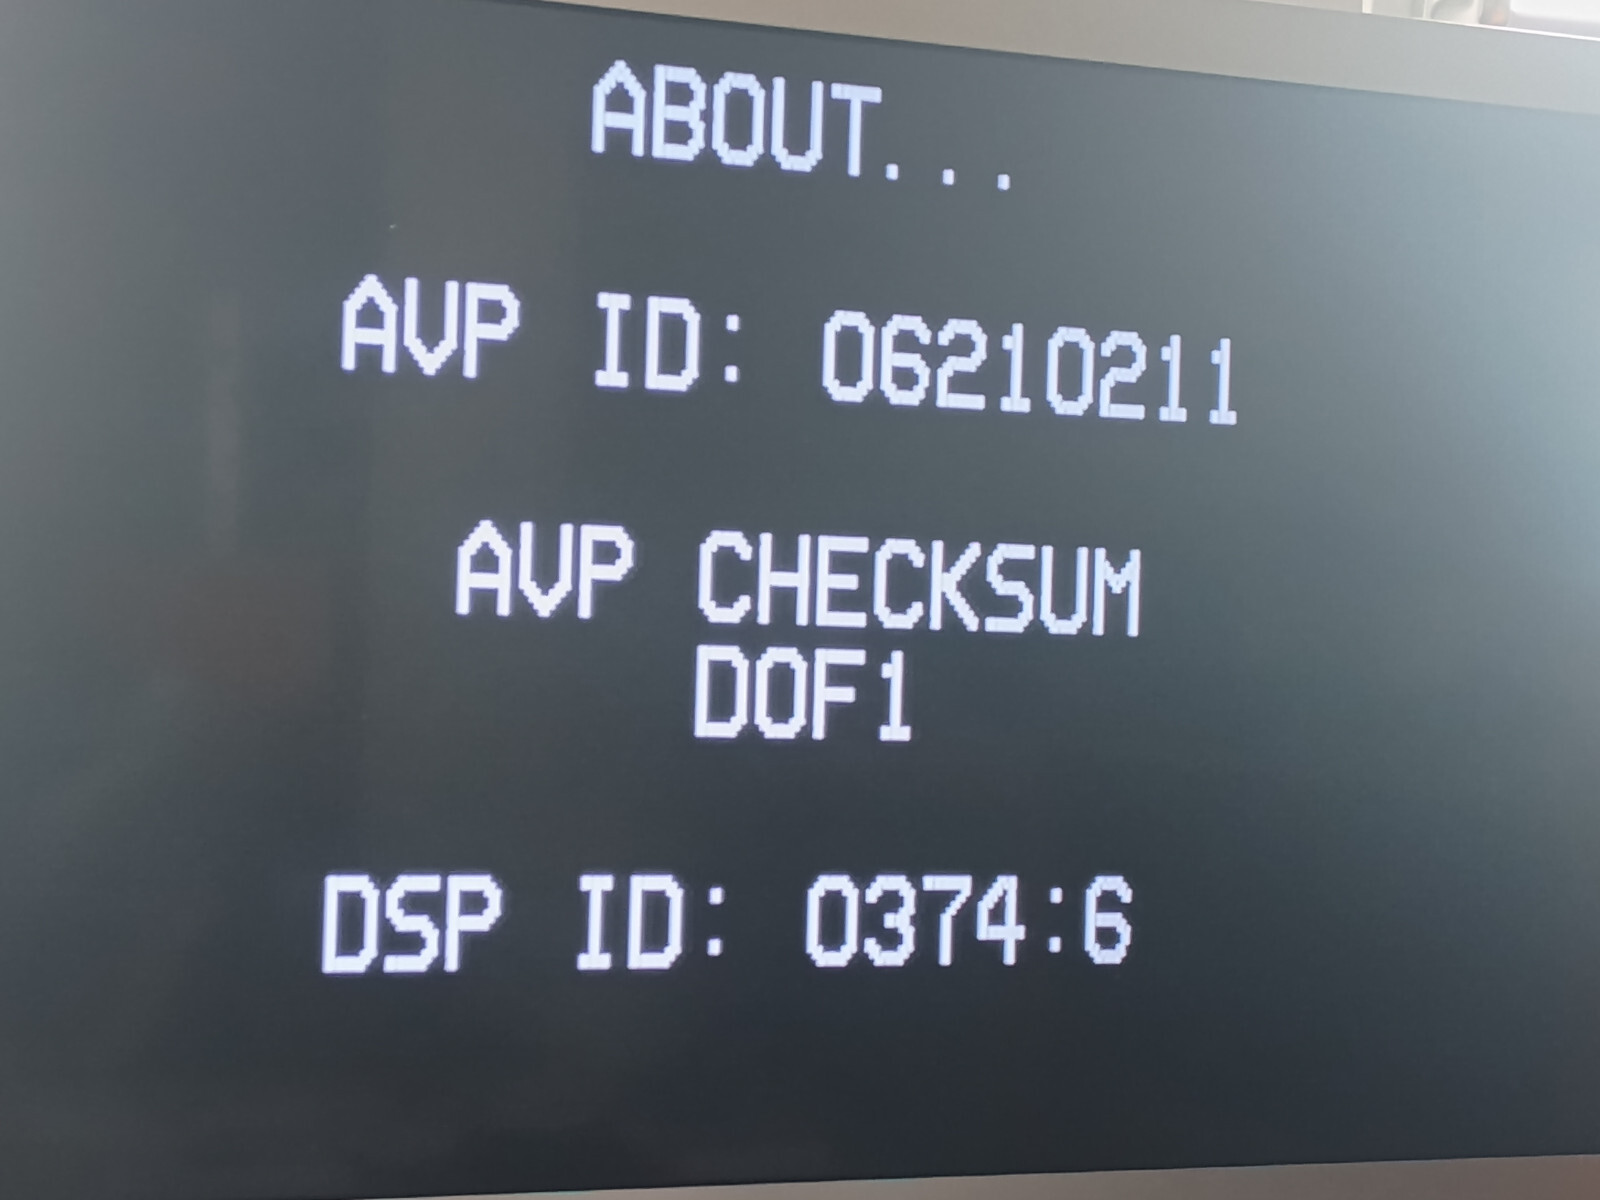 ABOUT...
AVP ID: 06210211
AVP CHECKSUM
D0F1
DSP ID: 0374:6